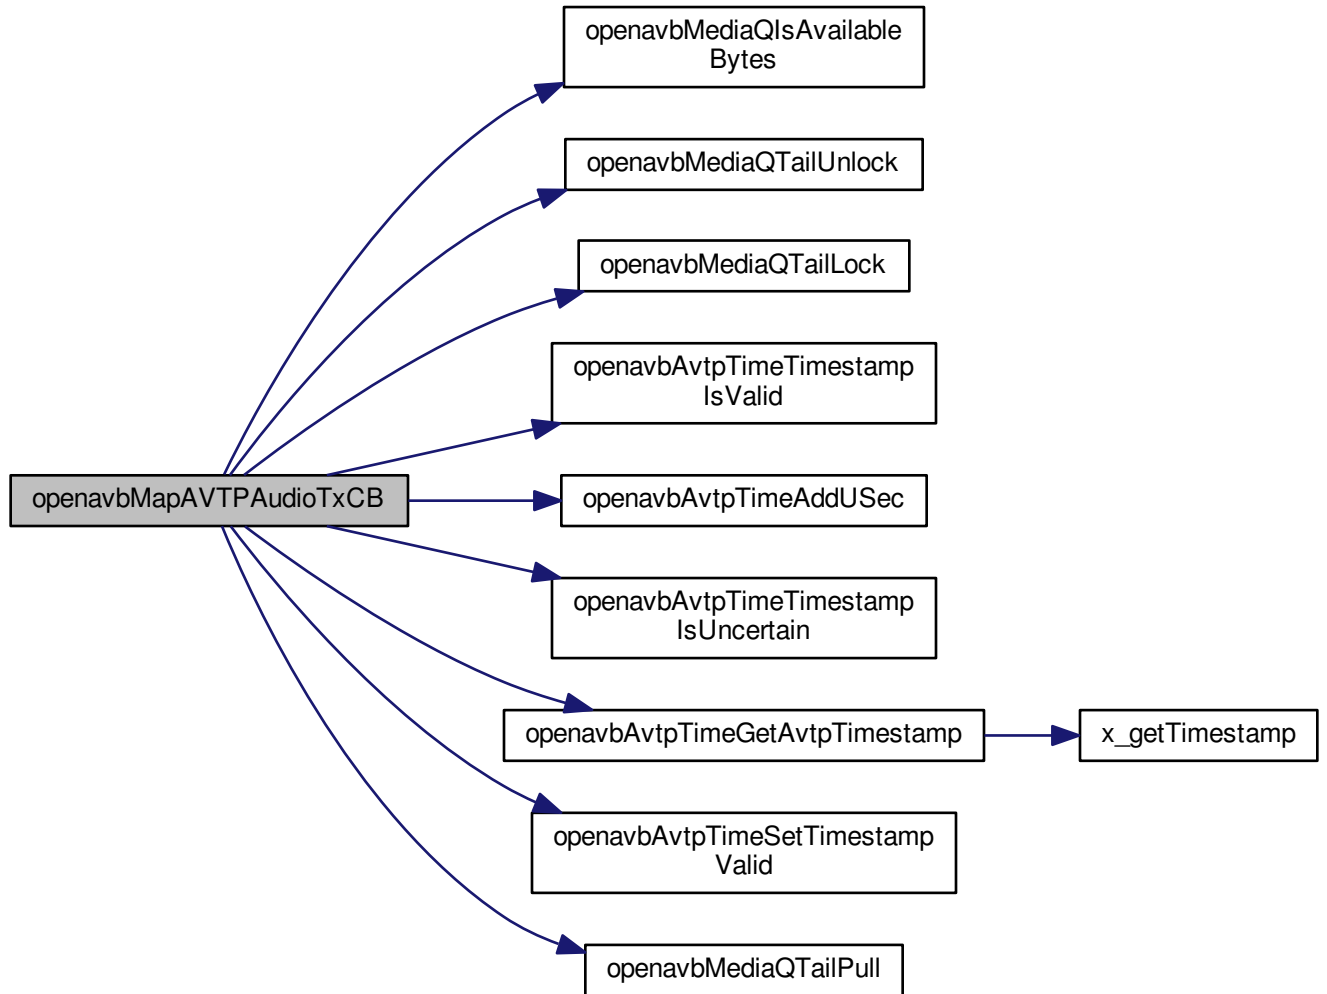 openavbMediaQIsAvailable
Bytes
openavbMediaQTailUnlock
openavbMediaQTailLock
openavbAvtpTimeTimestamp
IsValid
openavbMapAVTPAudioTxCB
openavbAvtpTimeAddUSec
openavbAvtpTimeTimestamp
IsUncertain
openavbAvtpTimeGetAvtpTimestamp
x_getTimestamp
openavbAvtpTimeSetTimestamp
Valid
openavbMediaQTailPull